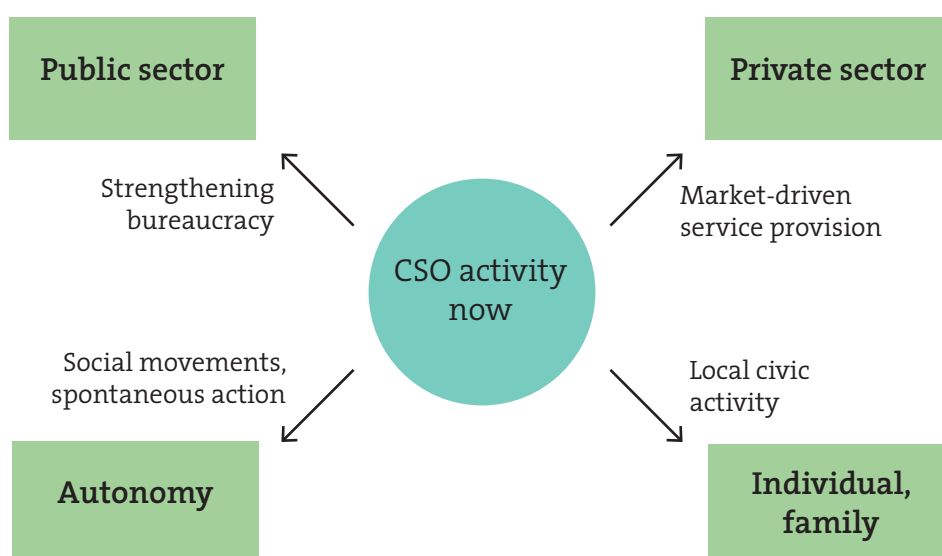 Public sector
Private sector
Strengthening
bureaucracy
Market-driven
service provision
CSO activity
now
Social movements,
spontaneous action
Local civic
activity
Autonomy
Individual,
family